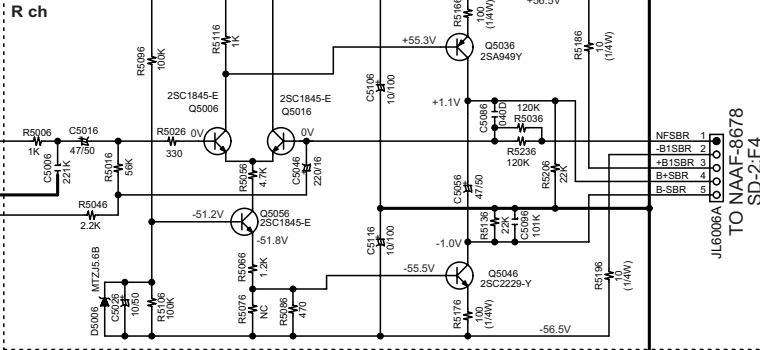 R ch
+56.5V
R5166
100
(1/4W)
R5116
1K
R5096
100K
+55.3V
Q5036
2SA949Y
R5186
10
(1/4W)
2SC1845-E
Q5006
2SC1845-E
Q5016
C5106
10/100
+1.1V
C5086
040D
120K
R5036
R5236
120K
R5006
1K
C5016
47/50
R5026
330
0V
0V
C5006
221K
R5016
56K
R5056
4.7K
C5046
220/16
C5056
47/50
R5206
22K
NFSBR 1
-B1SBR 2
+B1SBR 3
B+SBR 4
B-SBR 5
JL6006A
TO NAAF-8678
SD-2:F4
R5046
2.2K
-51.2V
Q5056
2SC1845-E
-51.8V
C5116
10/100
R5136
22K
C5096
101K
-1.0V
MTZJ5.6B
D5006
C5026
10/50
R5106
100K
R5066
1.2K
R5076
NC
R5086
470
-55.5V
Q5046
2SC2229-Y
R5176
100
(1/4W)
R5196
10
(1/4W)
-56.5V